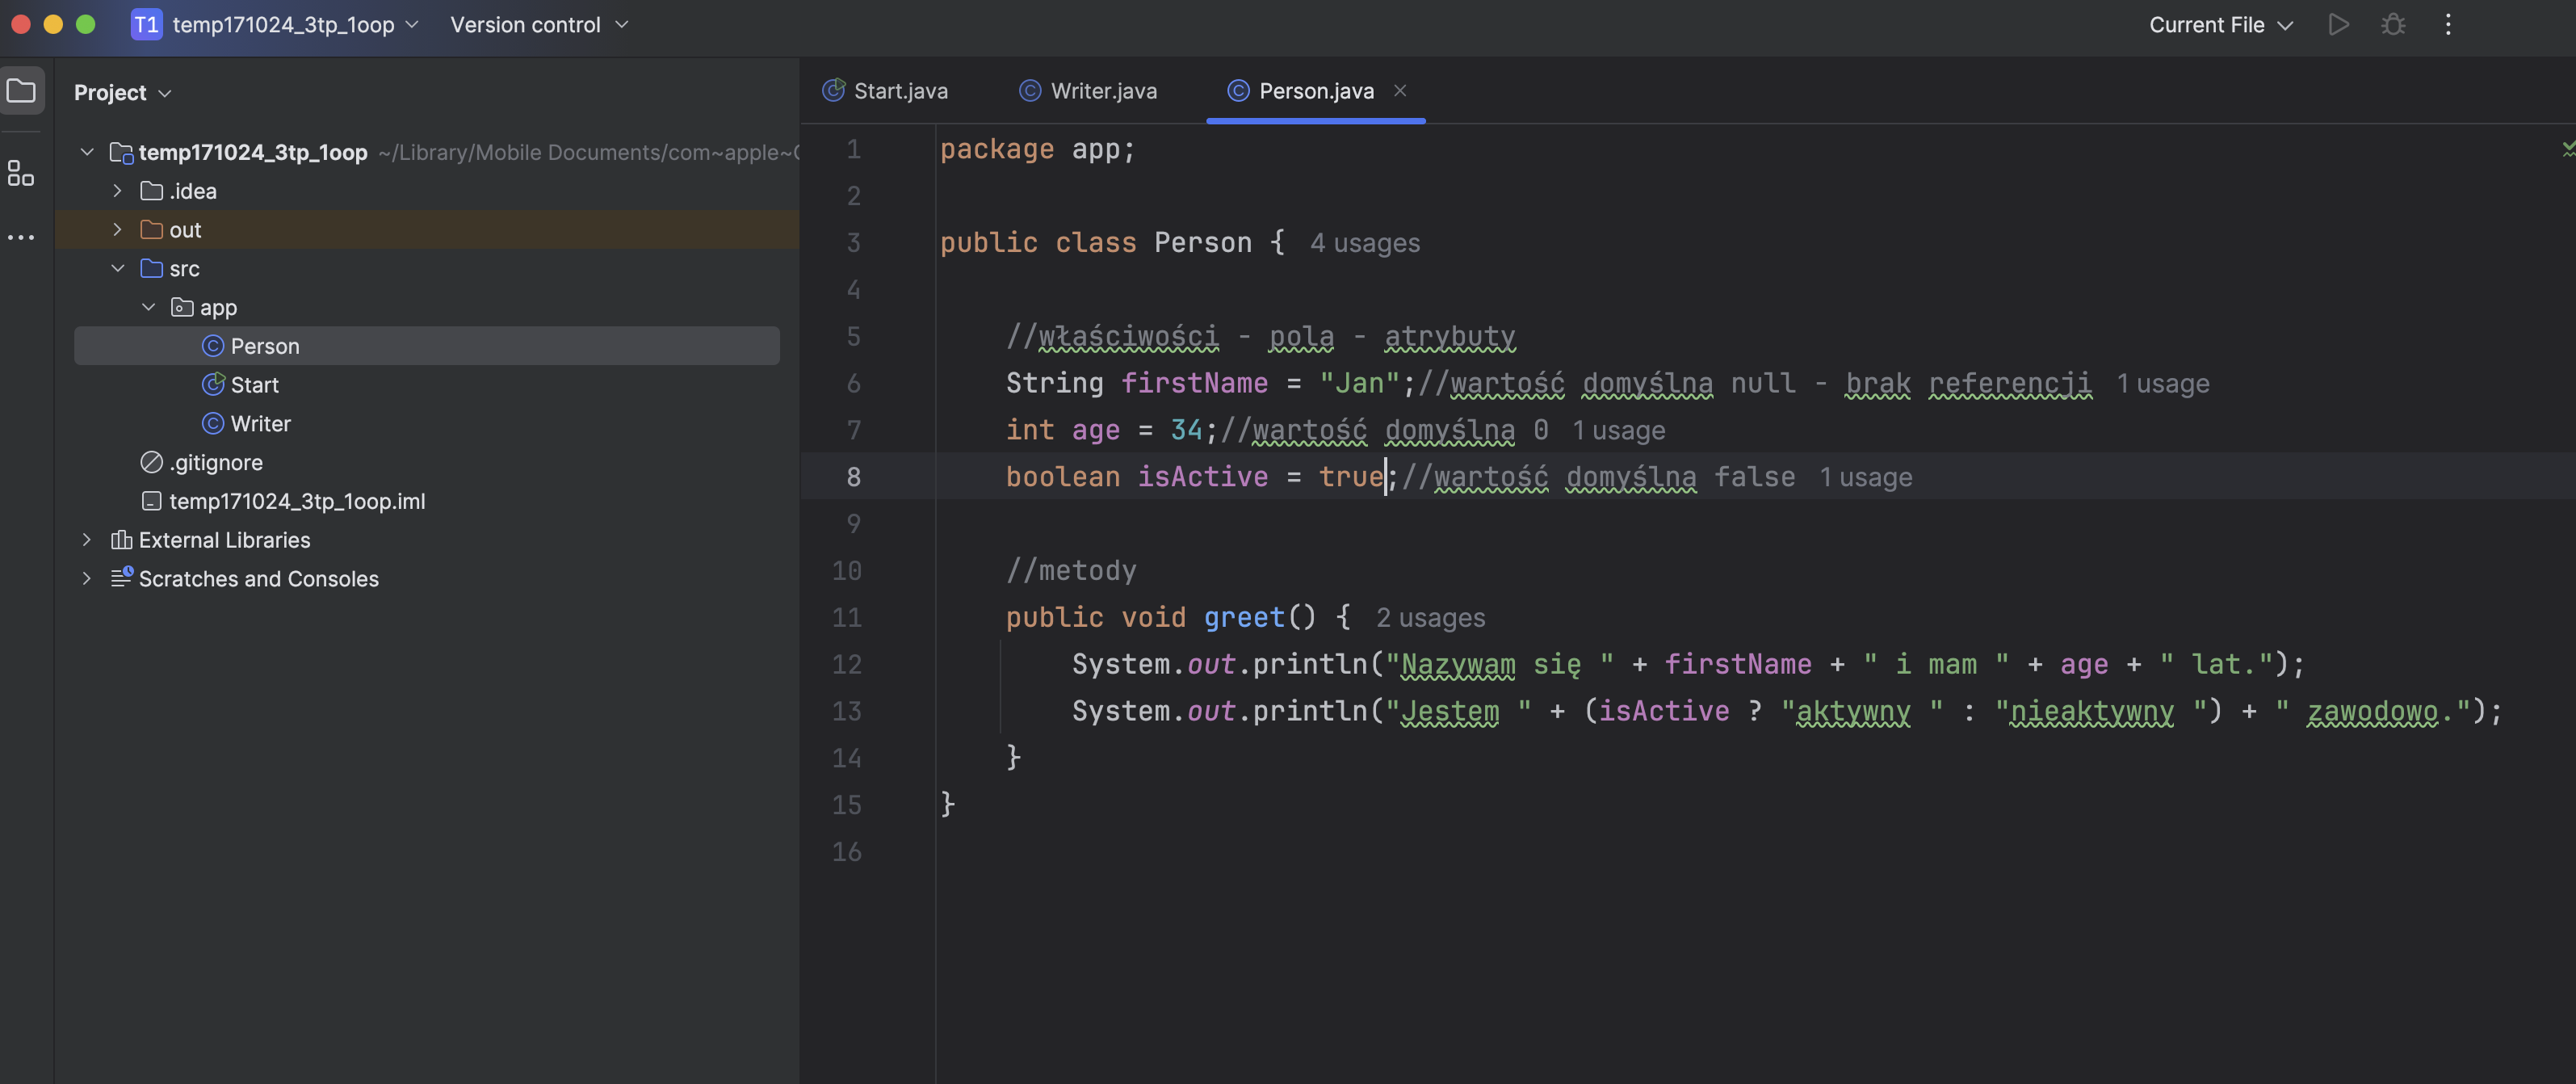 T1 temp171024_3tp_1oop Version control Current File
Project
temp171024_3tp_1oop ~/Library/Mobile Documents/com~apple~
.idea
out
src
app
Person
Start
Writer
.gitignore
temp171024_3tp_1oop.iml
External Libraries
Scratches and Consoles
Start.java Writer.java Person.java
1 package app;
2
3 public class Person { 4 usages
4
5 //właściwości - pola - atrybuty
6 String firstName = "Jan";//wartość domyślna null - brak referencji 1 usage
7 int age = 34;//wartość domyślna 0 1 usage
8 boolean isActive = true;//wartość domyślna false 1 usage
9
10 //metody
11 public void greet() { 2 usages
12 System.out.println("Nazywam się " + firstName + " i mam " + age + " lat.");
13 System.out.println("Jestem " + (isActive ? "aktywny " : "nieaktywny ") + " zawodowo.");
14 }
15 }
16